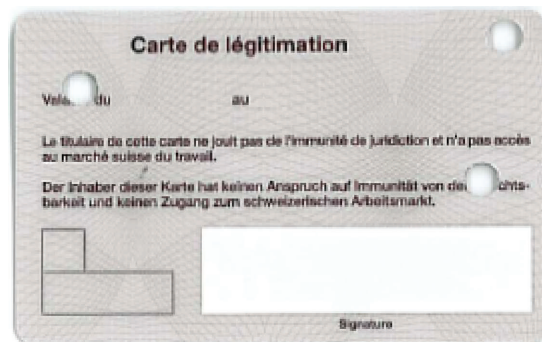 Carte de légitimation
du au
Le titulaire de cette carte ne jouit pas de l'immunité de juridiction et n'a pas accès
au marché suisse du travail.
Der Inhaber dieser Karte hat keinen Anspruch auf Immunität von
barkeit und keinen Zugang zum schweizerischen Arbeitsmarkt.
Signature